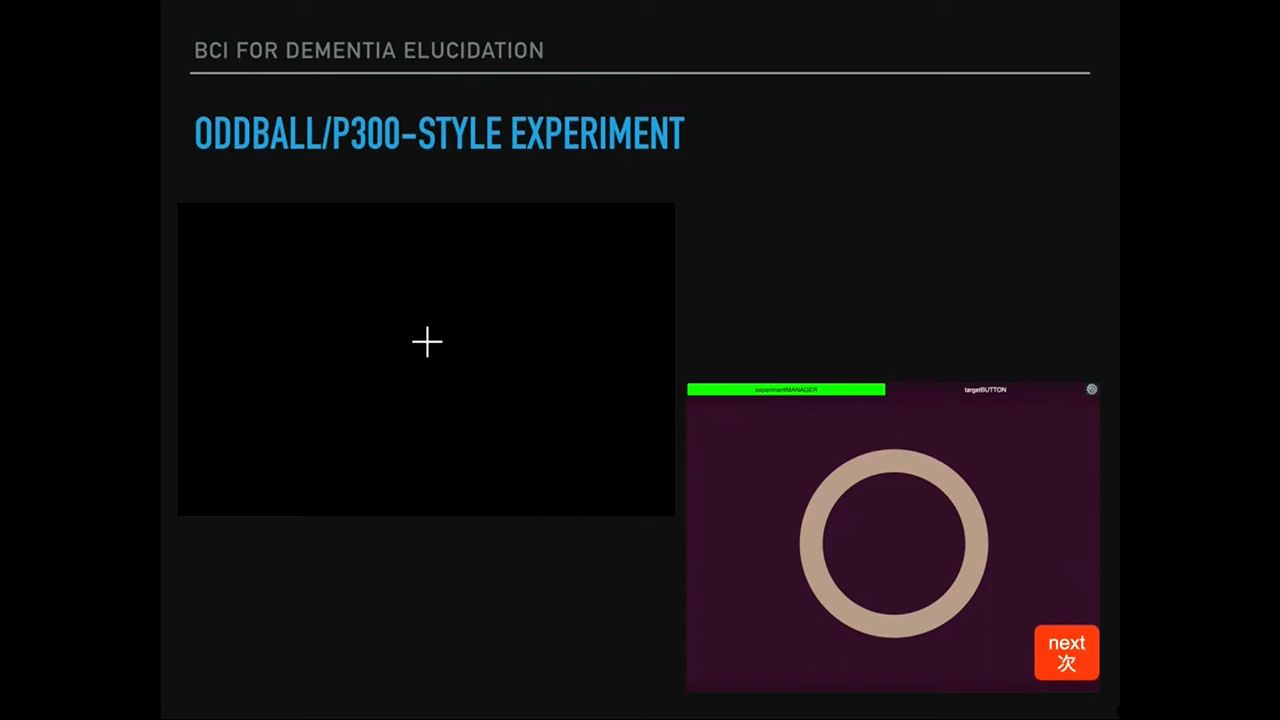 BCI FOR DEMENTIA ELUCIDATION
ODDBALL/P300-STYLE EXPERIMENT
experimentMANAGER
targetBUTTON
next
次